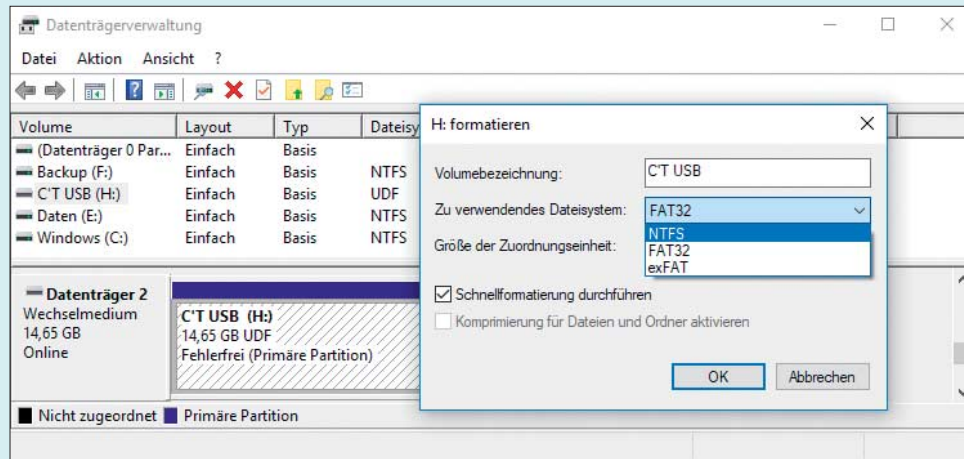 Datenträgerverwaltung
Datei Aktion Ansicht ?
Volume Layout Typ Dateisy
(Datenträger 0 Par... Einfach Basis
Backup (F:) Einfach Basis NTFS
C'T USB (H:) Einfach Basis UDF
Daten (E:) Einfach Basis NTFS
Windows (C:) Einfach Basis NTFS
H: formatieren
Volumebezeichnung: C'T USB
Zu verwendendes Dateisystem: FAT32
NTFS
Größe der Zuordnungseinheit: FAT32
exFAT
Schnellformatierung durchführen
Komprimierung für Dateien und Ordner aktivieren
OK Abbrechen
Datenträger 2
Wechselmedium
14,65 GB
Online
C'T USB (H:)
14,65 GB UDF
Fehlerfrei (Primäre Partition)
Nicht zugeordnet Primäre Partition